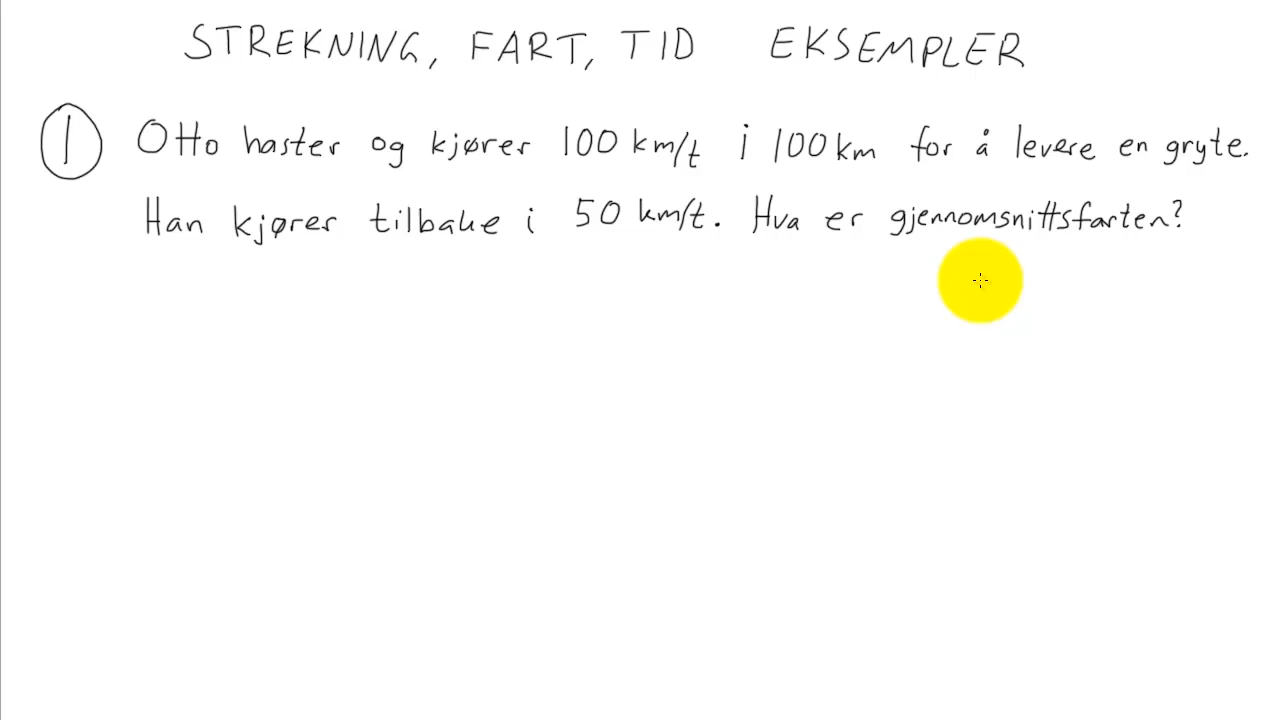 STREKNING, FART, TID EKSEMPLER
1 Otto haster og kjører 100 km/t i 100 km for å levere en gryte.
Han kjører tilbake i 50 km/t. Hva er gjennomsnittsfarten?